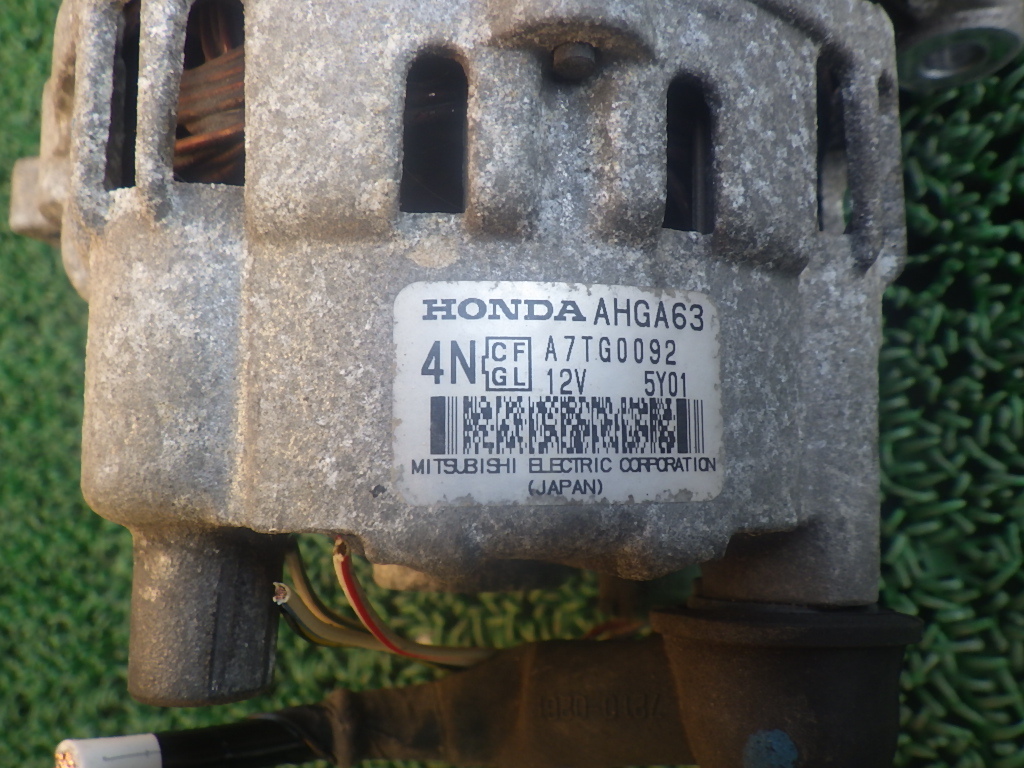 HONDA AHGA63
4N CF GL A7TG0092
12V 5Y01
MITSUBISHI ELECTRIC CORPORATION
(JAPAN)